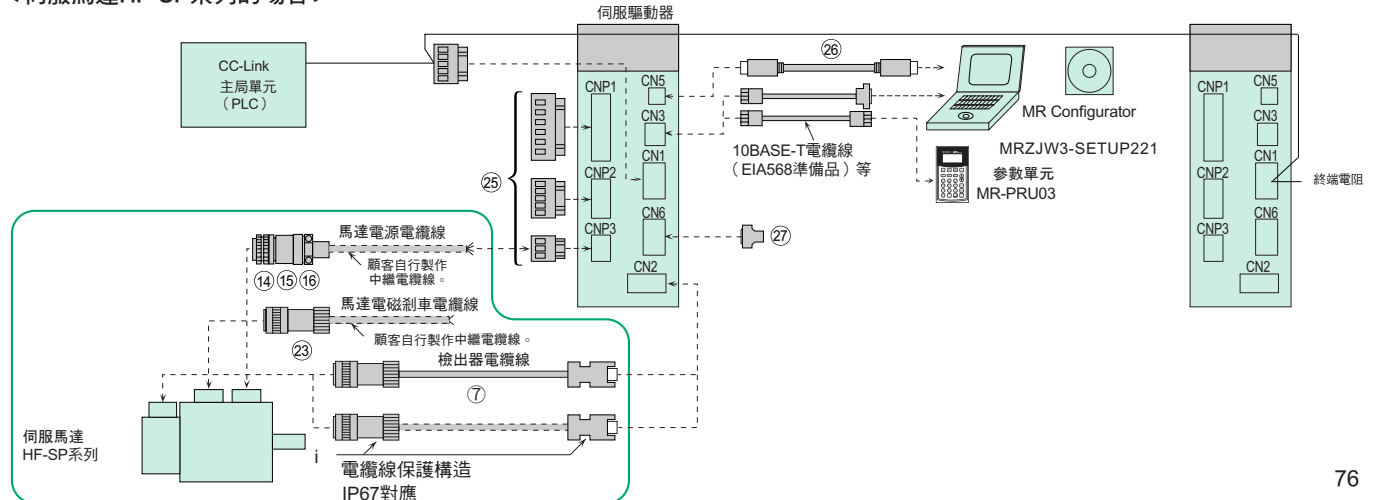 伺服驅動器
CC-Link
主局單元
（PLC）
CNP1
CN5
CN3
CN1
CNP2
CN6
CNP3
CN2
㉖
MR Configurator
MRZJW3-SETUP221
10BASE-T電纜線
（EIA568準備品）等
參數單元
MR-PRU03
CNP1
CN5
CN3
CN1
CNP2
CN6
CNP3
CN2
終端電阻
㉕
㉗
馬達電源電纜線
顧客自行製作
中繼電纜線。
⑭⑮⑯
馬達電磁剎車電纜線
顧客自行製作中繼電纜線。
㉓
檢出器電纜線
⑦
伺服馬達
HF-SP系列
i
電纜線保護構造
IP67對應
76